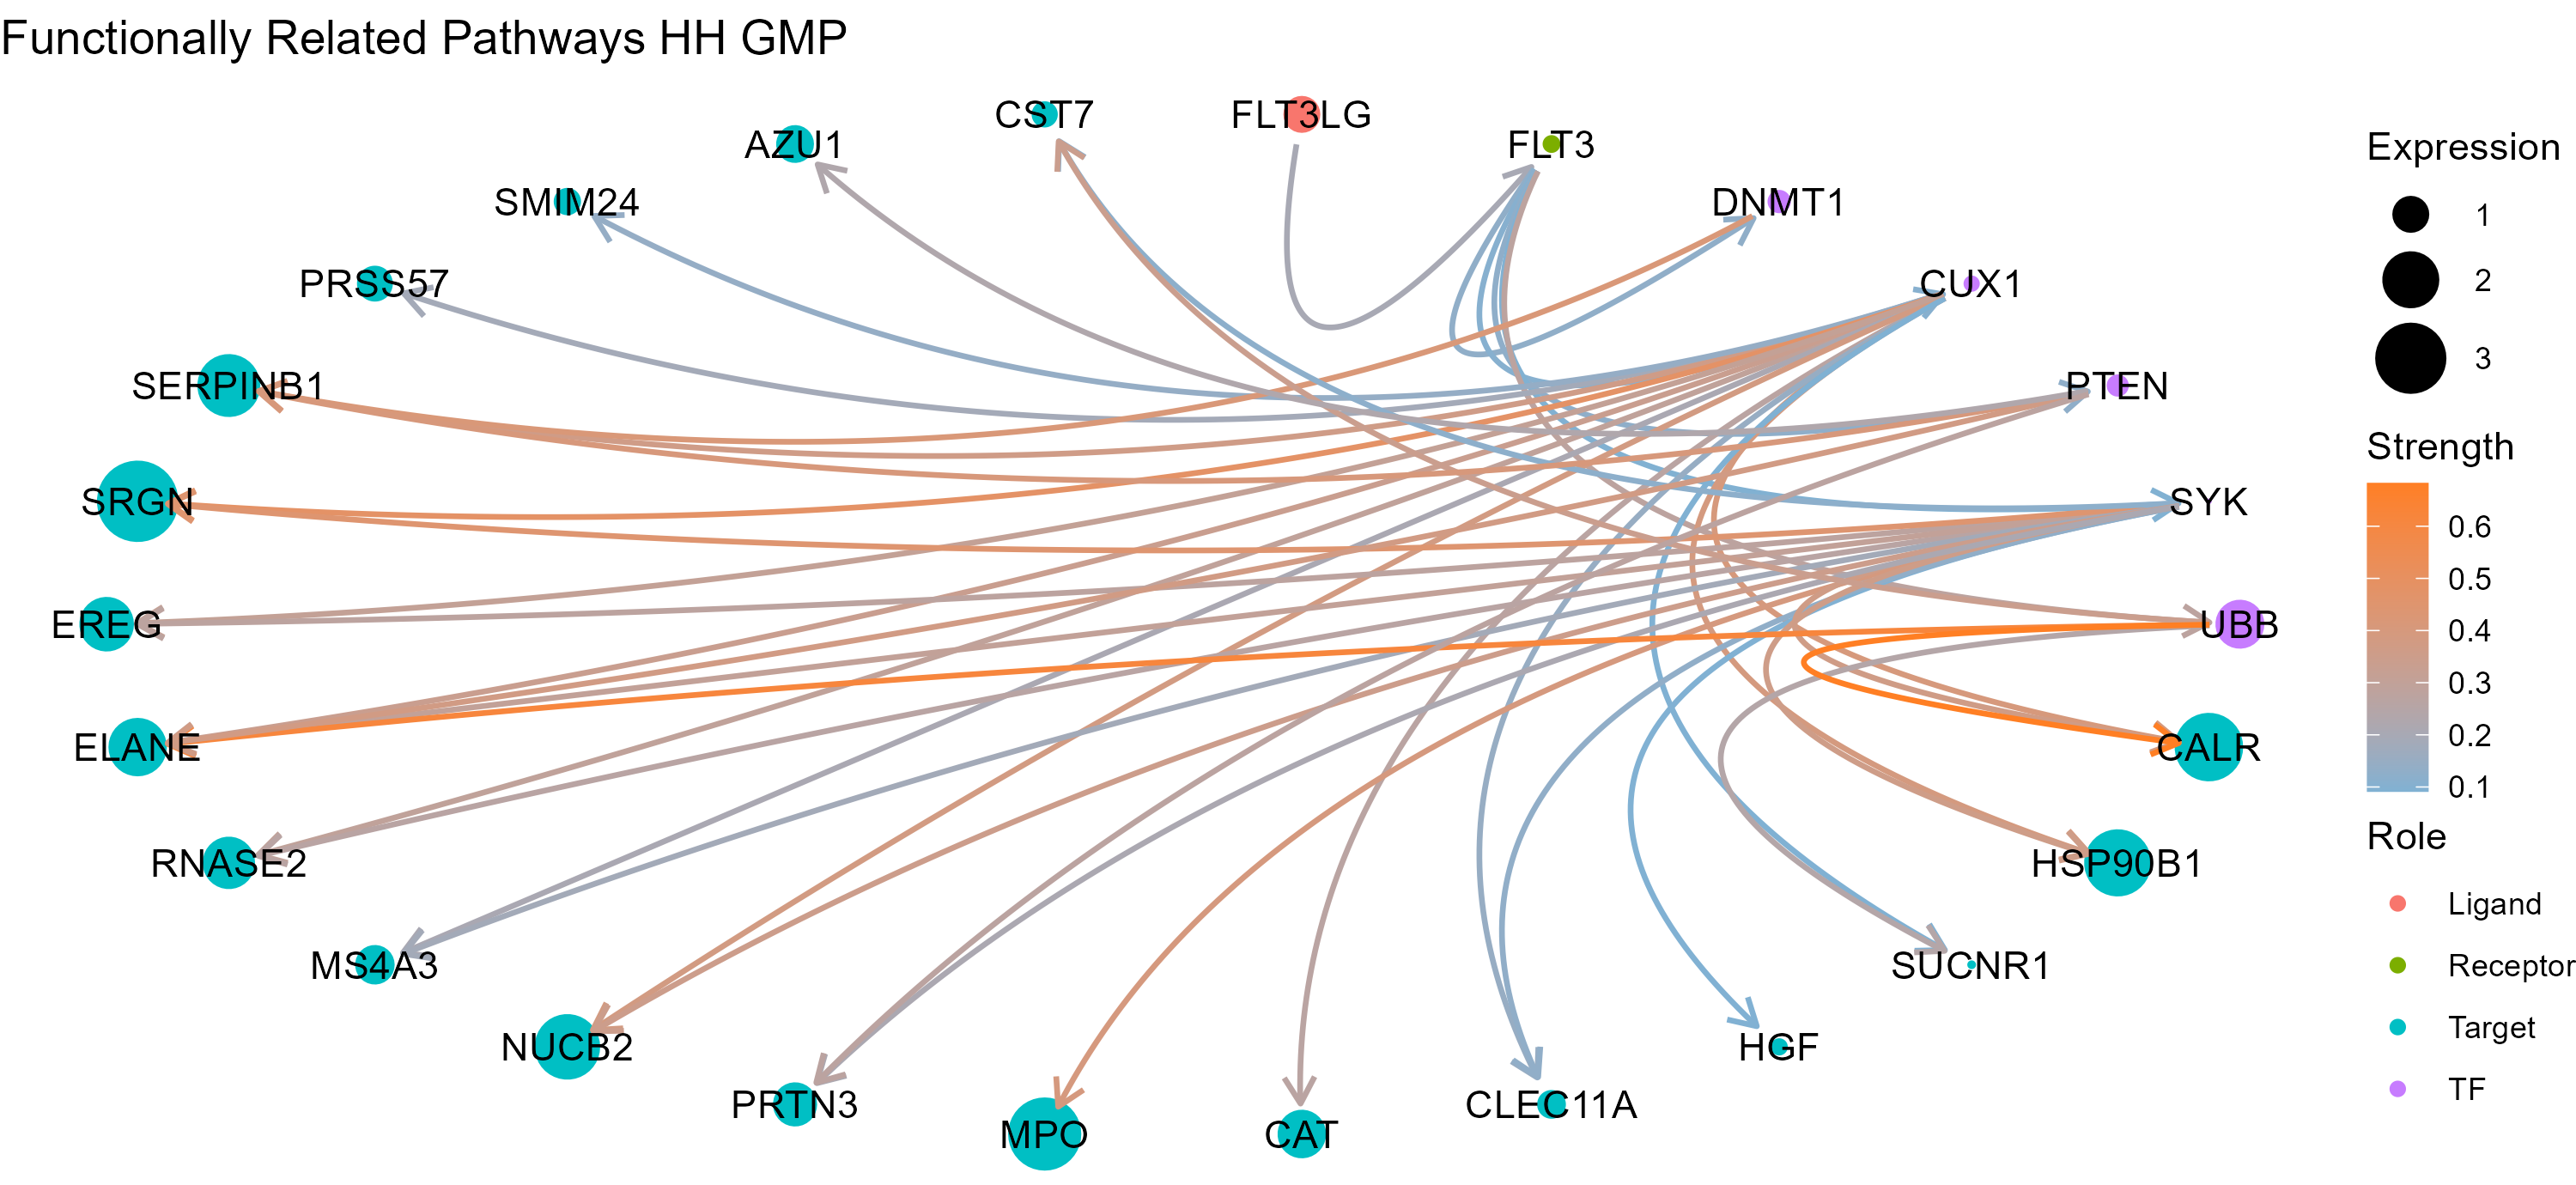 Functionally Related Pathways HH GMP
CST7
FLT3LG
AZU1
FLT3
SMIM24
DNMT1
PRSS57
CUX1
SERPINB1
PTEN
SRGN
SYK
EREG
UBB
ELANE
CALR
RNASE2
HSP90B1
MS4A3
SUCNR1
NUCB2
HGF
PRTN3
CLEC11A
MPO
CAT
Expression
1
2
3
Strength
0.6
0.5
0.4
0.3
0.2
0.1
Role
Ligand
Receptor
Target
TF